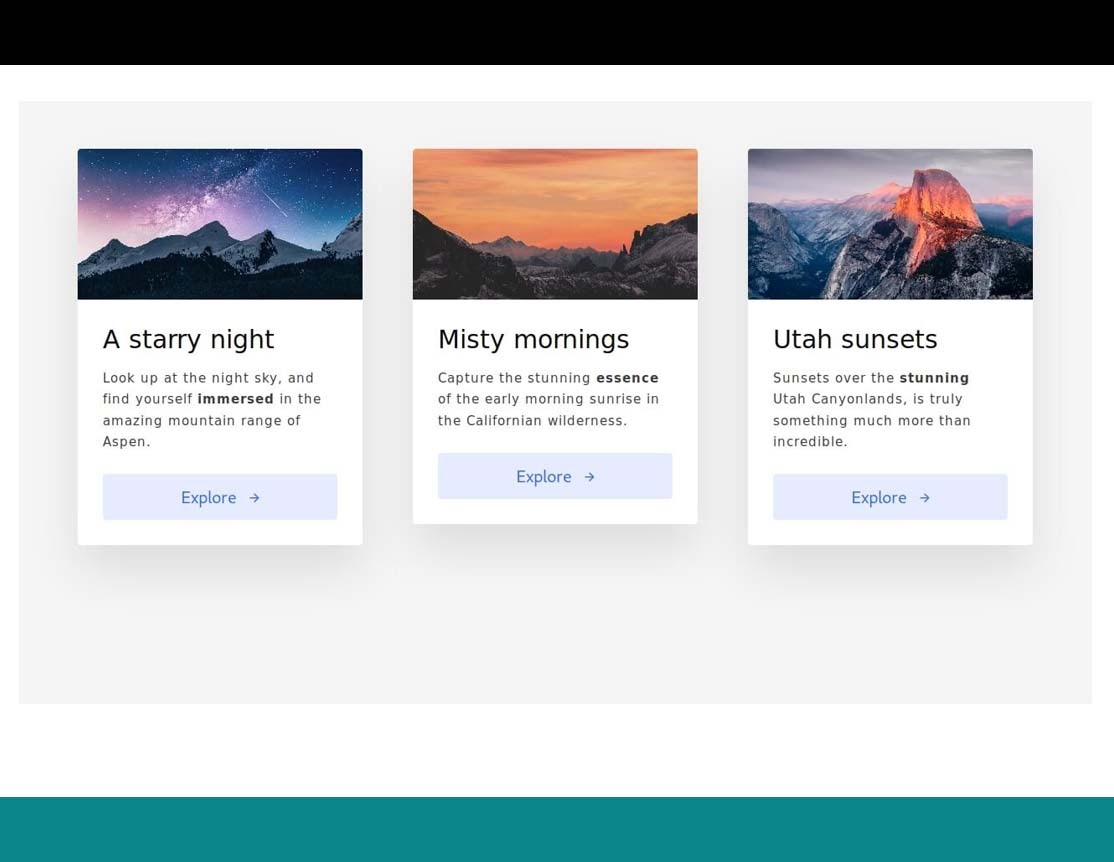 A starry night
Look up at the night sky, and
find yourself immersed in the
amazing mountain range of
Aspen.
Explore →
Misty mornings
Capture the stunning essence
of the early morning sunrise in
the Californian wilderness.
Explore →
Utah sunsets
Sunsets over the stunning
Utah Canyonlands, is truly
something much more than
incredible.
Explore →